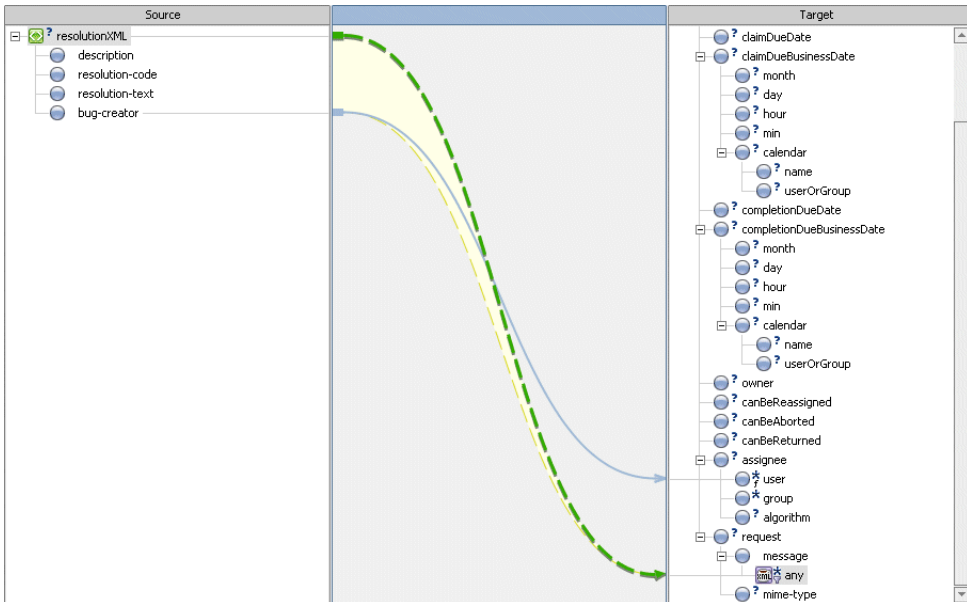 Source
Target
resolutionXML
description
resolution-code
resolution-text
bug-creator
? claimDueDate
? claimDueBusinessDate
? month
? day
? hour
? min
? calendar
? name
? userOrGroup
? completionDueDate
? completionDueBusinessDate
? month
? day
? hour
? min
? calendar
? name
? userOrGroup
? owner
? canBeReassigned
? canBeAborted
? canBeReturned
? assignee
* user
* group
? algorithm
? request
message
XML * any
? mime-type